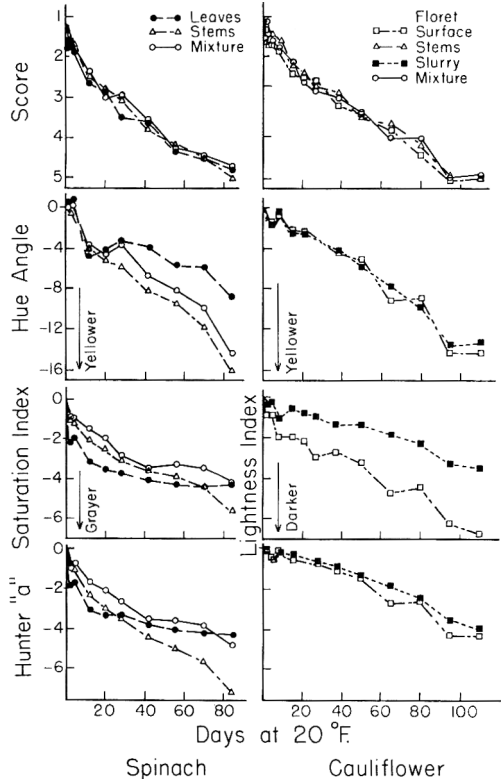 Leaves
Stems
Mixture
Floret
Surface
Stems
Slurry
Mixture
Score
1
2
3
4
5
Hue Angle
0
-4
-8
-12
-16
Yellower
Yellower
Saturation Index
0
-2
-4
-6
Grayer
Lightness Index
Darker
Hunter "a"
0
-2
-4
-6
20 40 60 80 20 40 60 80 100
Days at 20 °F.
Spinach Cauliflower